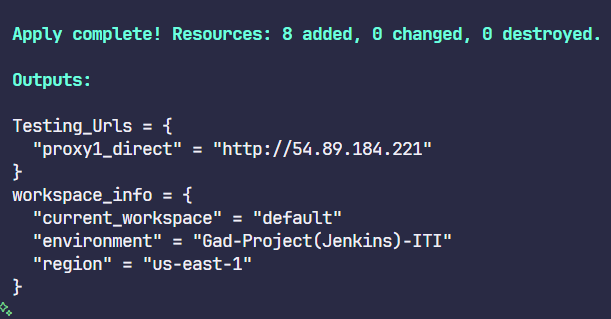 Apply complete! Resources: 8 added, 0 changed, 0 destroyed.
Outputs:
Testing_Urls = {
"proxy1_direct" = "http://54.89.184.221"
}
workspace_info = {
"current_workspace" = "default"
"environment" = "Gad-Project(Jenkins)-ITI"
"region" = "us-east-1"
}